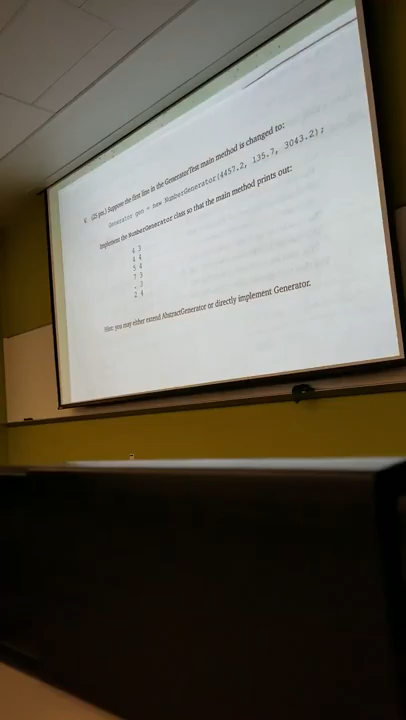 V. (25 pts.) Suppose the first line in the GeneratorTest main method is changed to:
Generator gen = new NumberGenerator(4457.2, 135.7, 3043.2);
Implement the NumberGenerator class so that the main method prints out:
4 3
4 4
5 4
7 3
. 3
2 4
Hint: you may either extend AbstractGenerator or directly implement Generator.